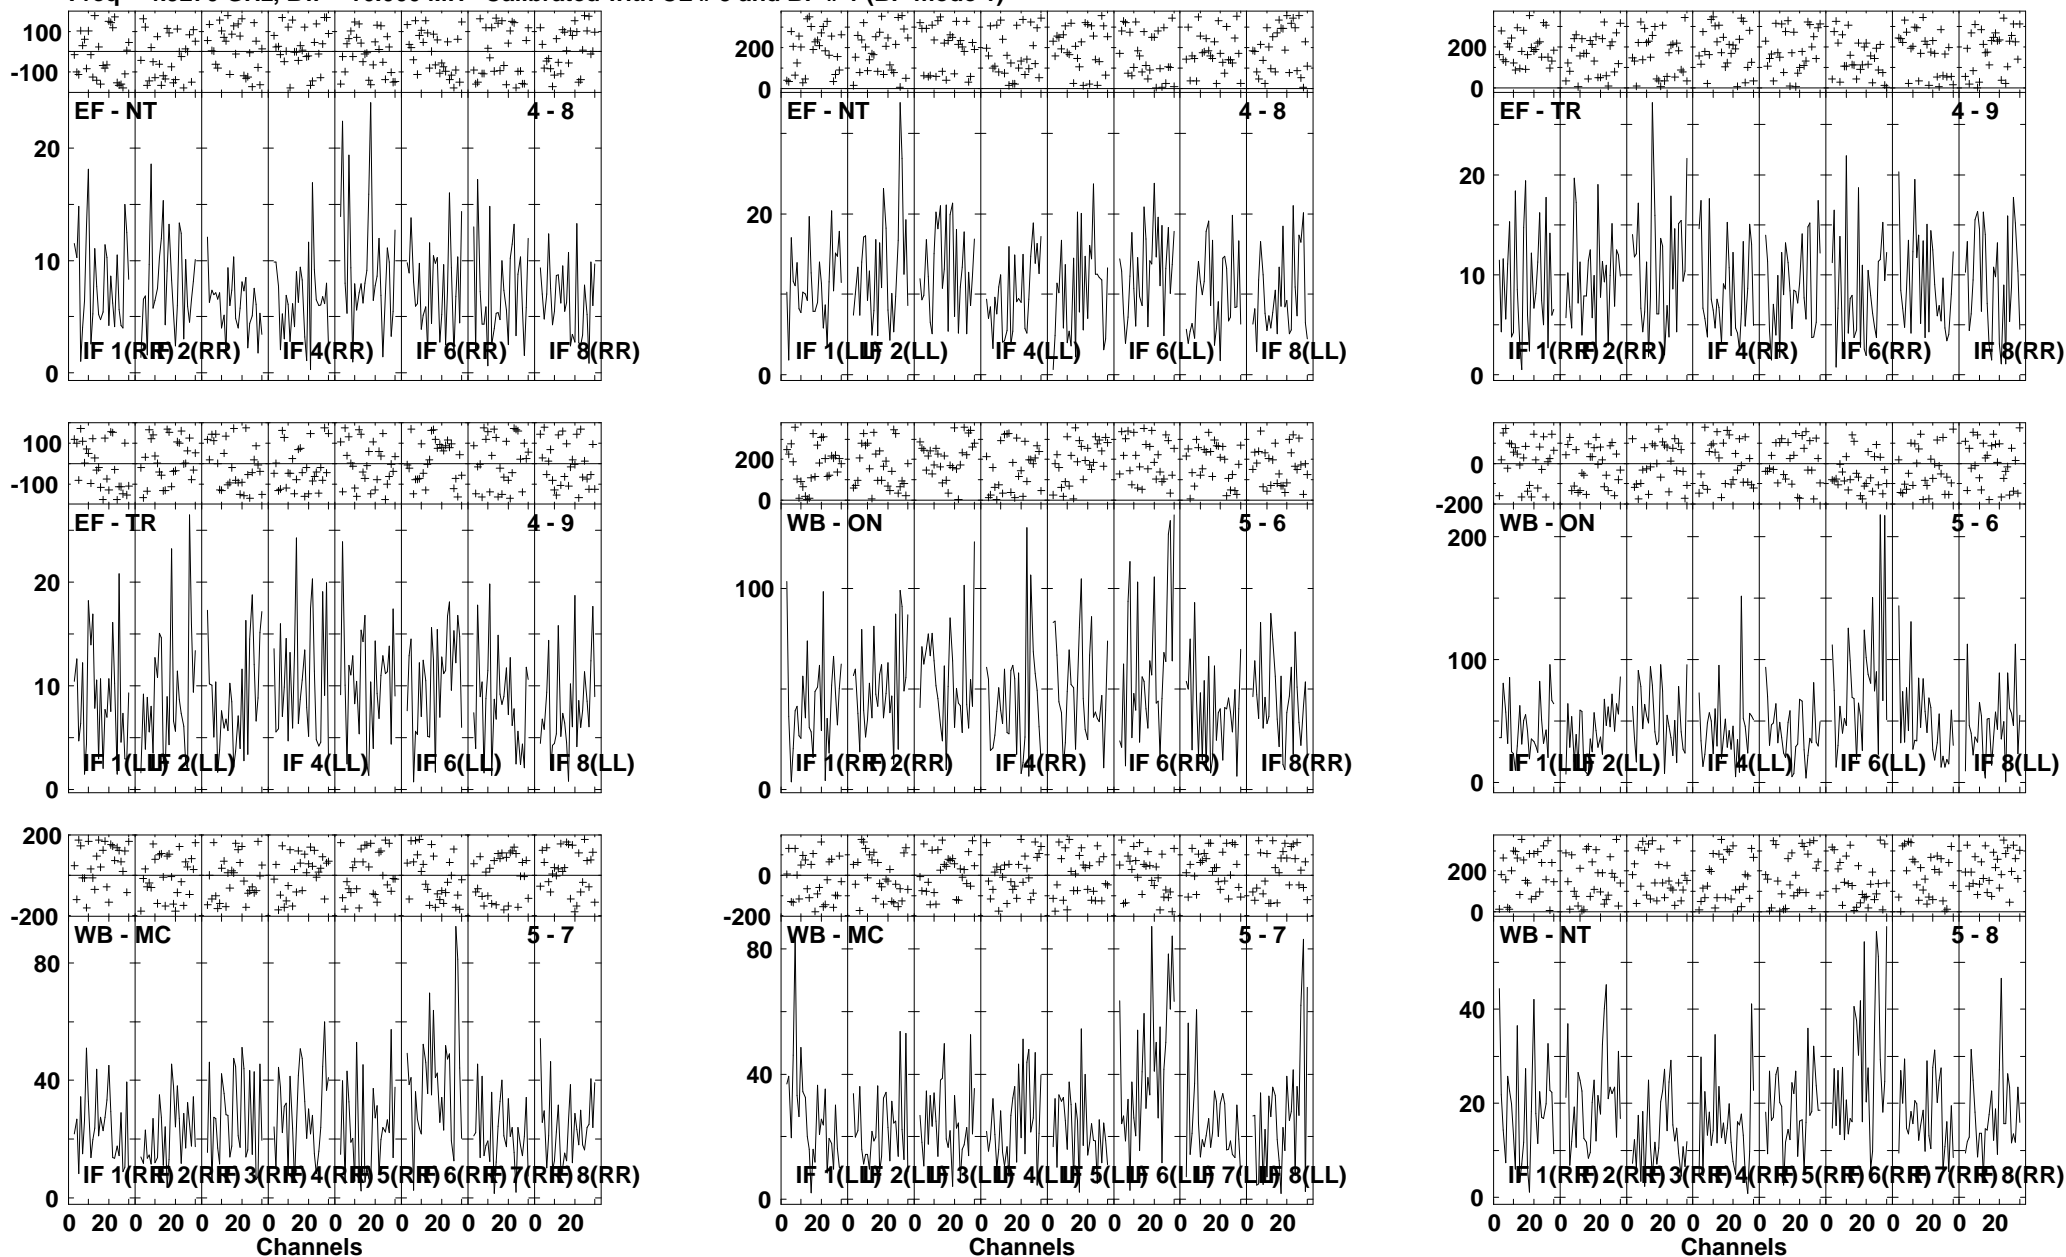 100
-100
EF - NT 4 - 8
20
10
0
IF 1(RR) IF 2(RR) IF 4(RR) IF 6(RR) IF 8(RR)
200
0
EF - NT 4 - 8
20
0
IF 1(LL) IF 2(LL) IF 4(LL) IF 6(LL) IF 8(LL)
200
0
EF - TR 4 - 9
20
10
0
IF 1(RR) IF 2(RR) IF 4(RR) IF 6(RR) IF 8(RR)
100
-100
EF - TR 4 - 9
20
10
0
IF 1(LL) IF 2(LL) IF 4(LL) IF 6(LL) IF 8(LL)
200
0
WB - ON 5 - 6
100
0
IF 1(RR) IF 2(RR) IF 4(RR) IF 6(RR) IF 8(RR)
0
-200
WB - ON 5 - 6
200
100
0
IF 1(LL) IF 2(LL) IF 4(LL) IF 6(LL) IF 8(LL)
200
-200
WB - MC 5 - 7
80
40
0
IF 1(RR) IF 2(RR) IF 3(RR) IF 4(RR) IF 5(RR) IF 6(RR) IF 7(RR) IF 8(RR)
0 20 0 20 0 20 0 20 0 20 0 20 0 20 0 20
Channels
200
0
-200
WB - MC 5 - 7
80
40
0
IF 1(LL) IF 2(LL) IF 3(LL) IF 4(LL) IF 5(LL) IF 6(LL) IF 7(LL) IF 8(LL)
0 20 0 20 0 20 0 20 0 20 0 20 0 20 0 20
Channels
200
0
WB - NT 5 - 8
40
20
0
IF 1(RR) IF 2(RR) IF 3(RR) IF 4(RR) IF 5(RR) IF 6(RR) IF 7(RR) IF 8(RR)
0 20 0 20 0 20 0 20 0 20 0 20 0 20 0 20
Channels